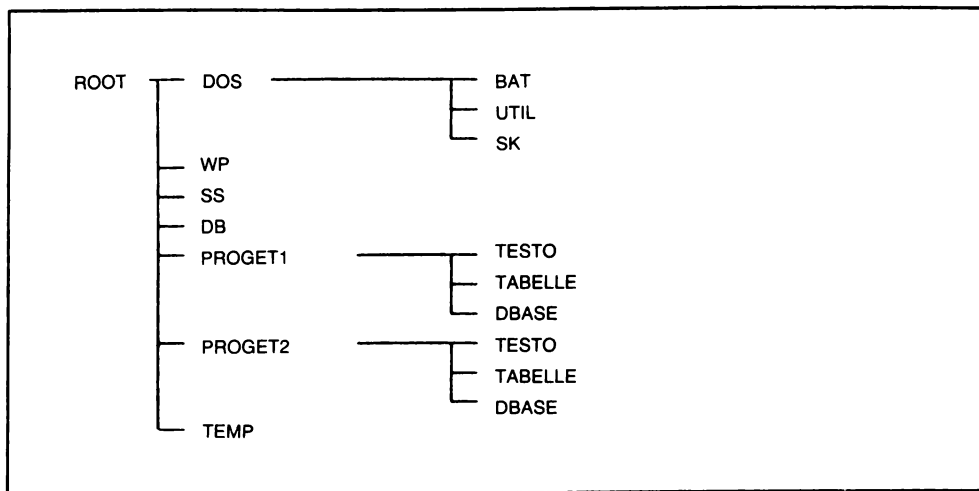 ROOT DOS BAT
UTIL
SK
WP
SS
DB
PROGET1 TESTO
TABELLE
DBASE
PROGET2 TESTO
TABELLE
DBASE
TEMP